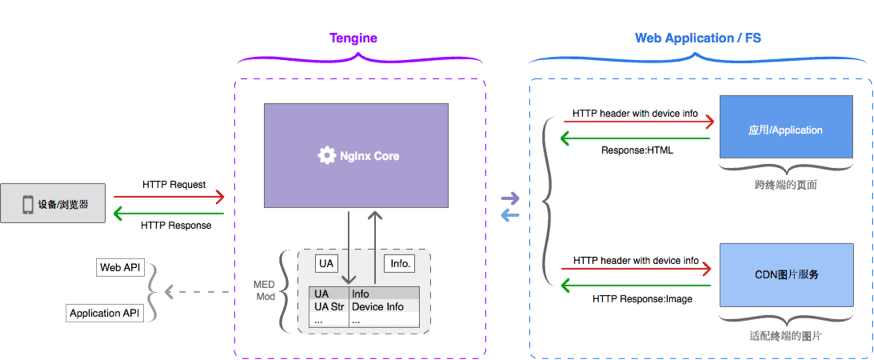 Tengine
Web Application / FS
Nginx Core
HTTP header with device info
Response:HTML
应用/Application
跨终端的页面
设备/浏览器
HTTP Request
HTTP Response
Web API
Application API
MED
Mod
UA
Info.
UA Info
UA Str Device Info
... ...
HTTP header with device info
HTTP Response:Image
CDN图片服务
适配终端的图片